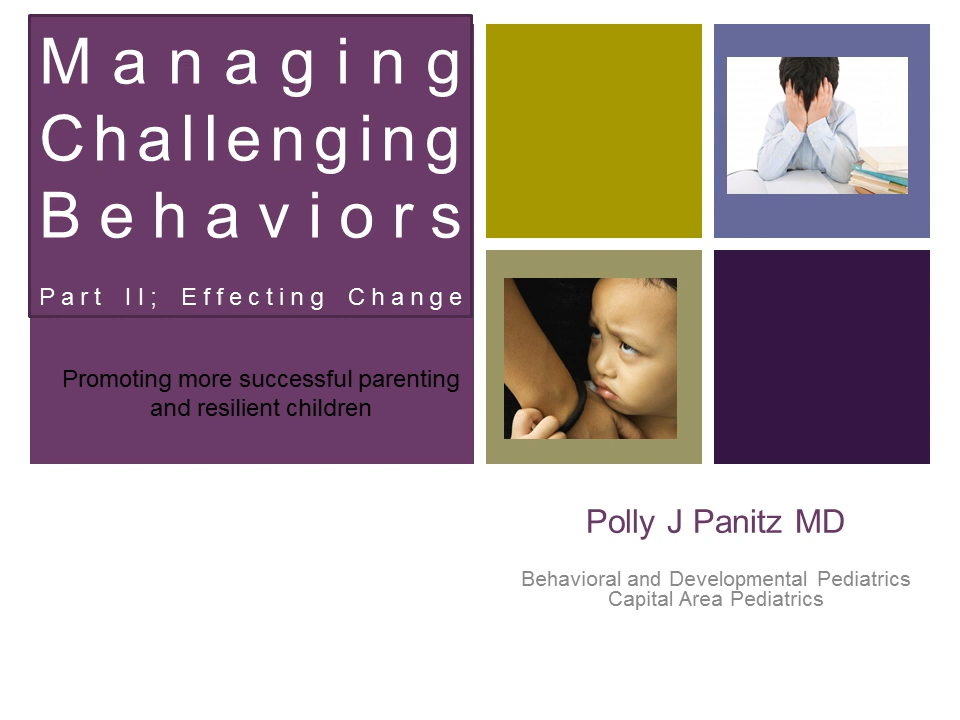 Managing
Challenging
Behaviors
Part II; Effecting Change
Promoting more successful parenting
and resilient children
Polly J Panitz MD
Behavioral and Developmental Pediatrics
Capital Area Pediatrics